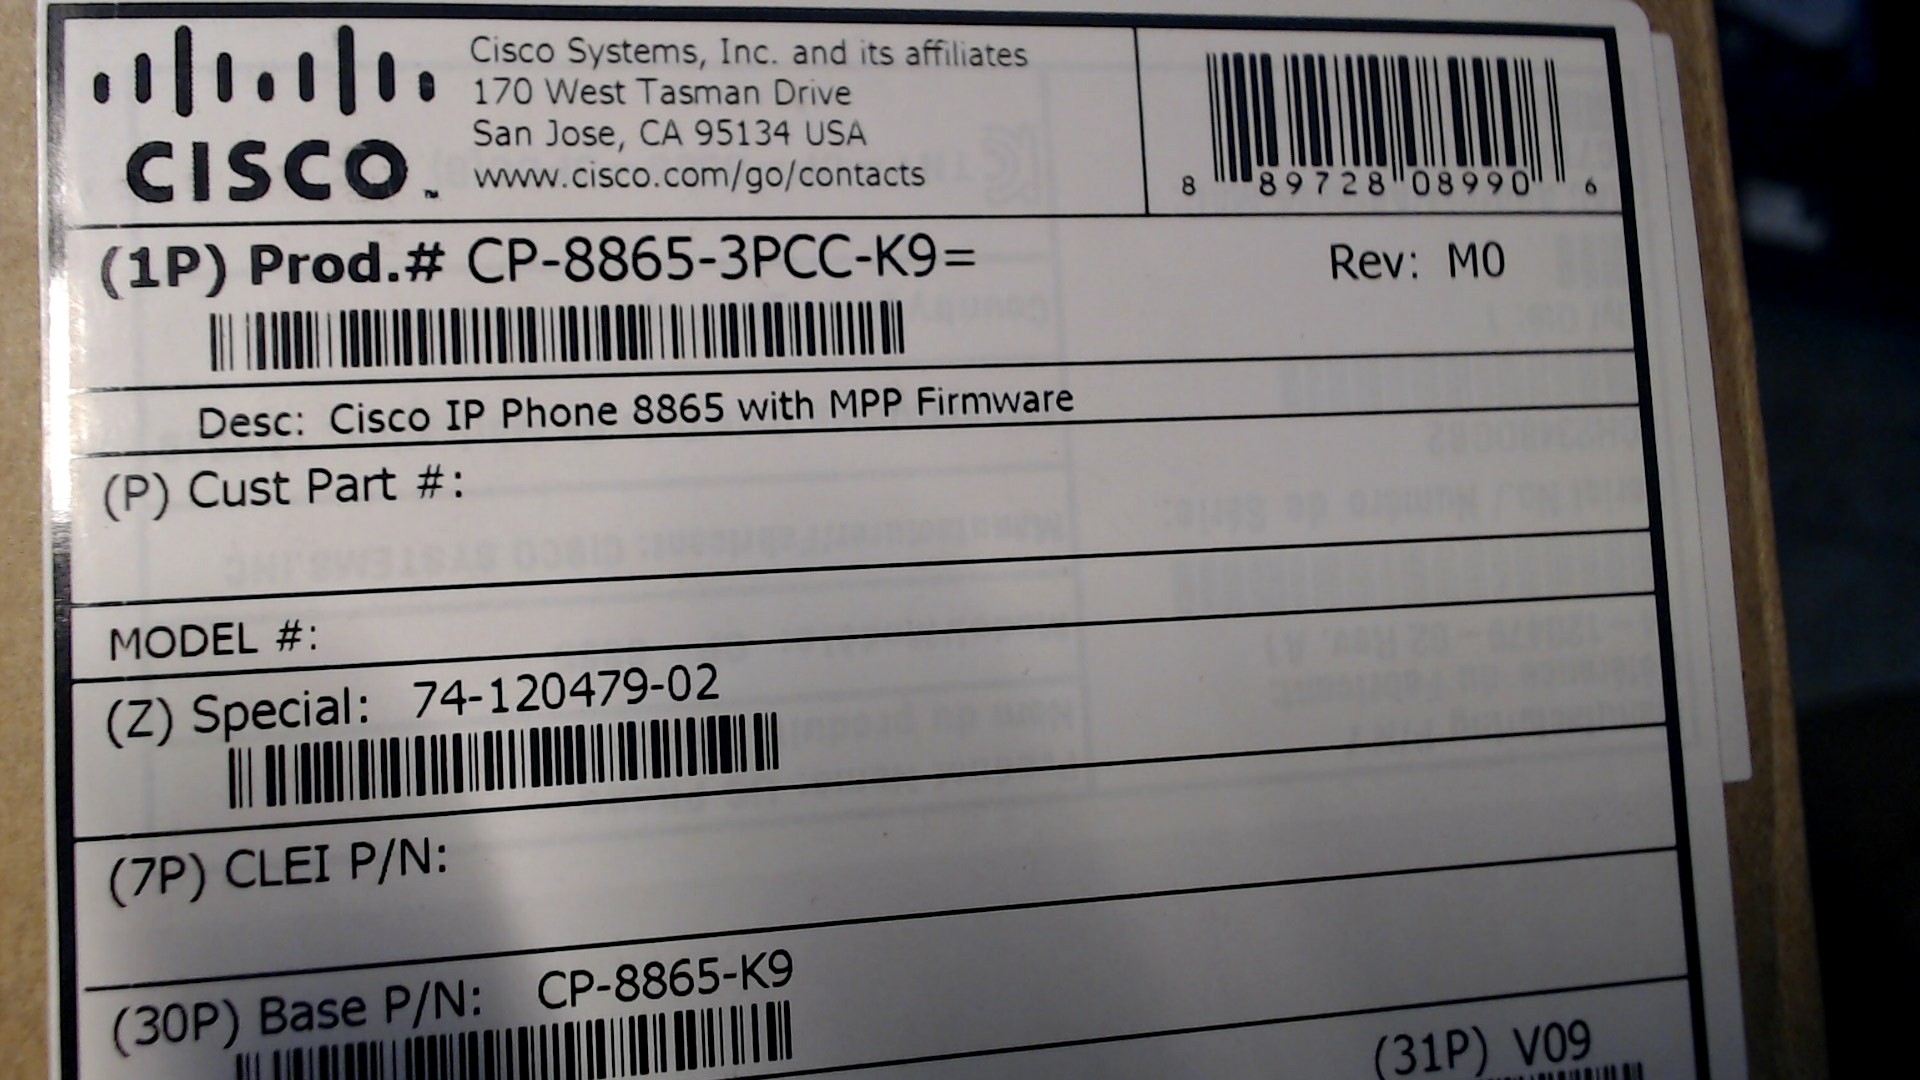 Cisco Systems, Inc. and its affiliates
170 West Tasman Drive
San Jose, CA 95134 USA
www.cisco.com/go/contacts
CISCO™
8 89728 08990 6
(1P) Prod.# CP-8865-3PCC-K9=
Rev: M0
Desc: Cisco IP Phone 8865 with MPP Firmware
(P) Cust Part #:
MODEL #:
(Z) Special: 74-120479-02
(7P) CLEI P/N:
(30P) Base P/N: CP-8865-K9
(31P) V09